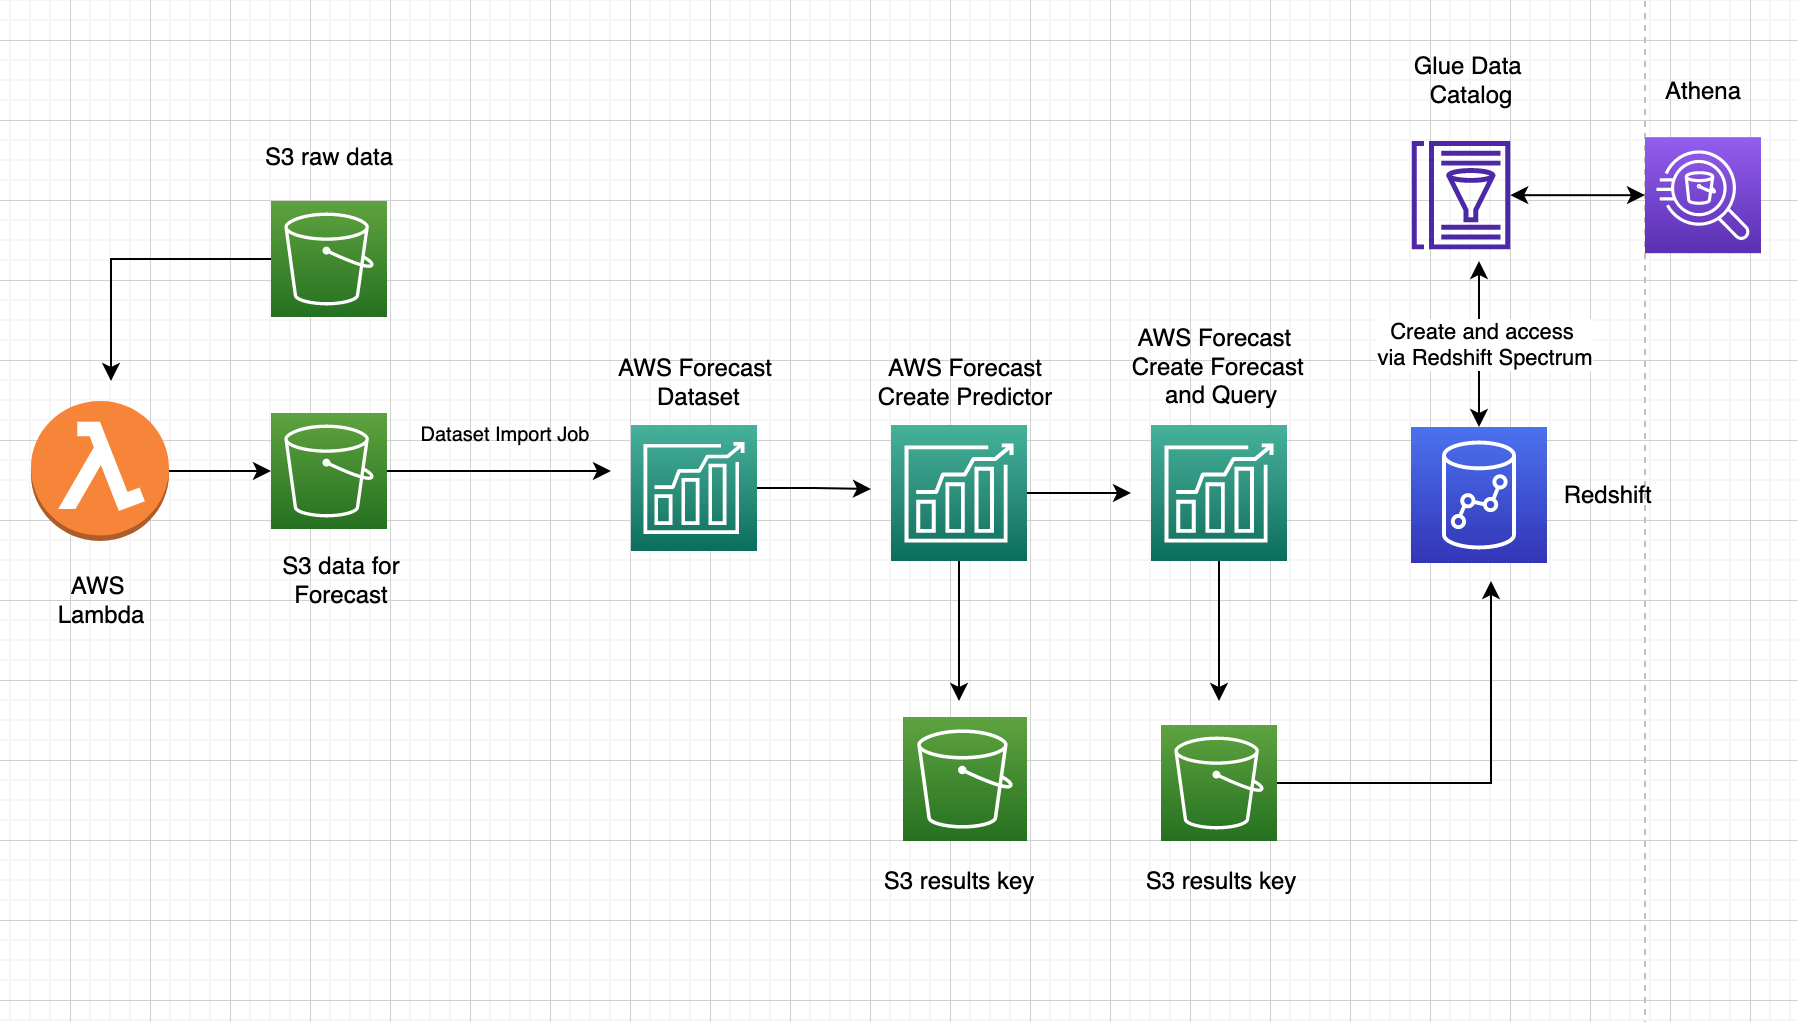 Glue Data
Catalog
Athena
S3 raw data
Create and access
via Redshift Spectrum
AWS Forecast
Create Forecast
and Query
AWS Forecast
Dataset
AWS Forecast
Create Predictor
Dataset Import Job
Redshift
S3 data for
Forecast
AWS
Lambda
S3 results key
S3 results key